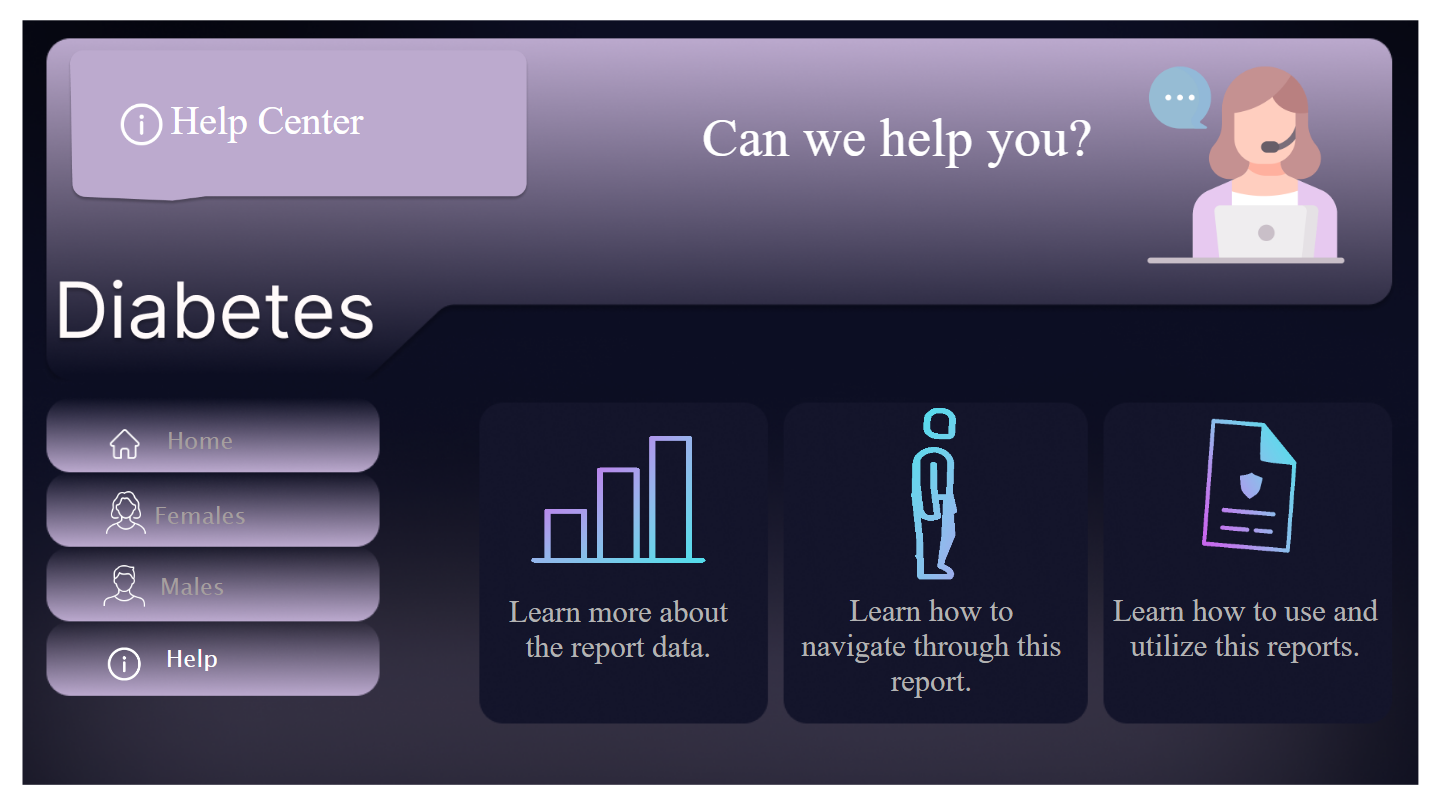 Help Center
Can we help you?
Diabetes
Home
Females
Males
Help
Learn more about
the report data.
Learn how to
navigate through this
report.
Learn how to use and
utilize this reports.